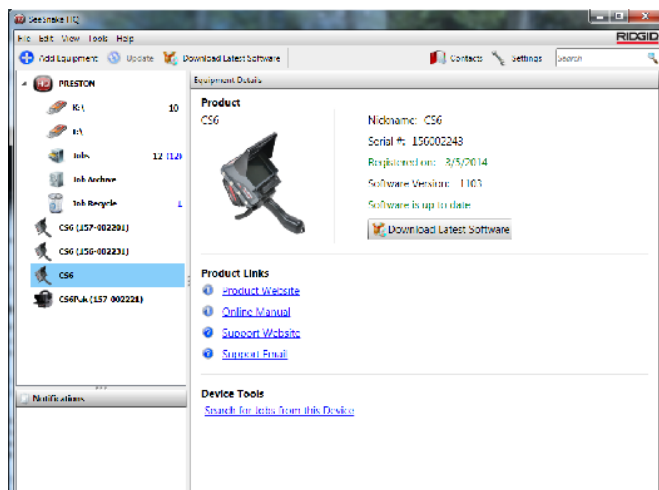 SeeSnake HQ
File Edit View Tools Help
RIDGID
Add Equipment Update Download Latest Software Contacts Settings Search
PRESTON
K:\ 10
Jobs 12 (12)
Job Archive
Job Recycle
CS6 (157-002201)
CS6 (156-002231)
CS6
CS6Pak (157-002221)
Notifications
Equipment Details
Product
CS6
Nickname: CS6
Serial #: 156002243
Registered on: 3/5/2014
Software Version: 1103
Software is up to date
Download Latest Software
Product Links
Product Website
Online Manual
Support Website
Support Email
Device Tools
Search for Jobs from this Device